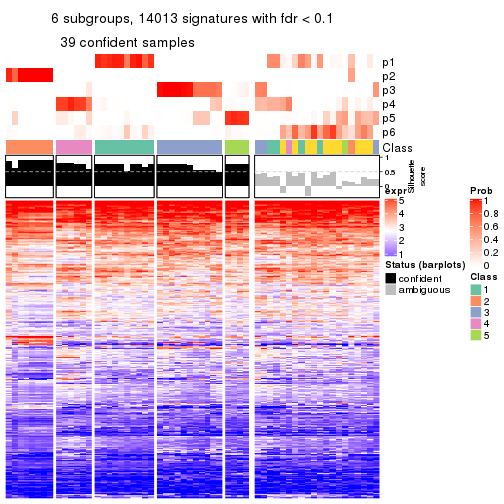 6 subgroups, 14013 signatures with fdr < 0.1
39 confident samples
p1
p2
p3
p4
p5
p6
Class
1
0.5
0
Silhouette
score
expr
5
4
3
2
1
Status (barplots)
confident
ambiguous
Prob
1
0.8
0.6
0.4
0.2
0
Class
1
2
3
4
5